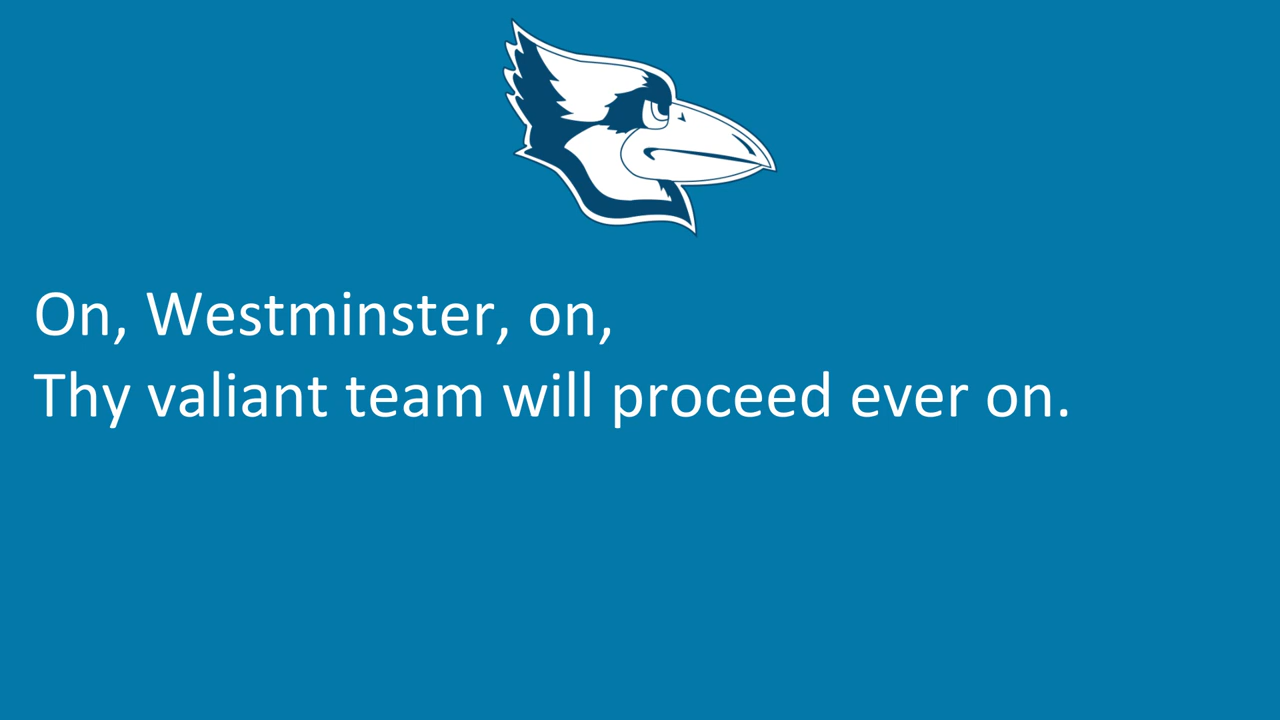 On, Westminster, on,
Thy valiant team will proceed ever on.